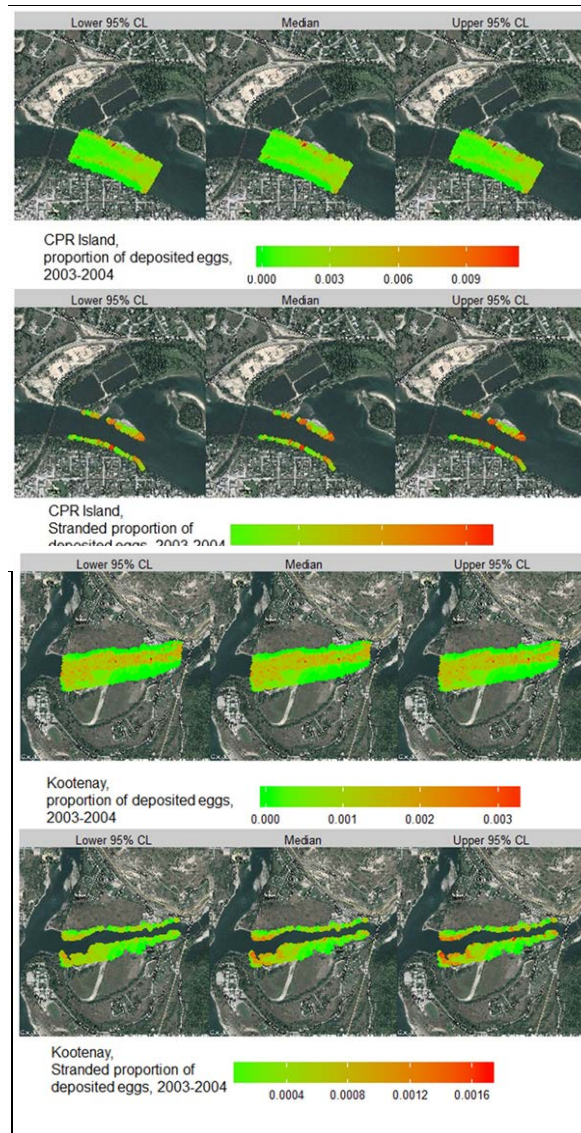 Lower 95% CL Median Upper 95% CL
CPR Island,
proportion of deposited eggs,
2003-2004
0.000 0.003 0.006 0.009
Lower 95% CL Median Upper 95% CL
CPR Island,
Stranded proportion of
deposited eggs, 2003-2004
Lower 95% CL Median Upper 95% CL
Kootenay,
proportion of deposited eggs,
2003-2004
0.000 0.001 0.002 0.003
Lower 95% CL Median Upper 95% CL
Kootenay,
Stranded proportion of
deposited eggs, 2003-2004
0.0004 0.0008 0.0012 0.0016